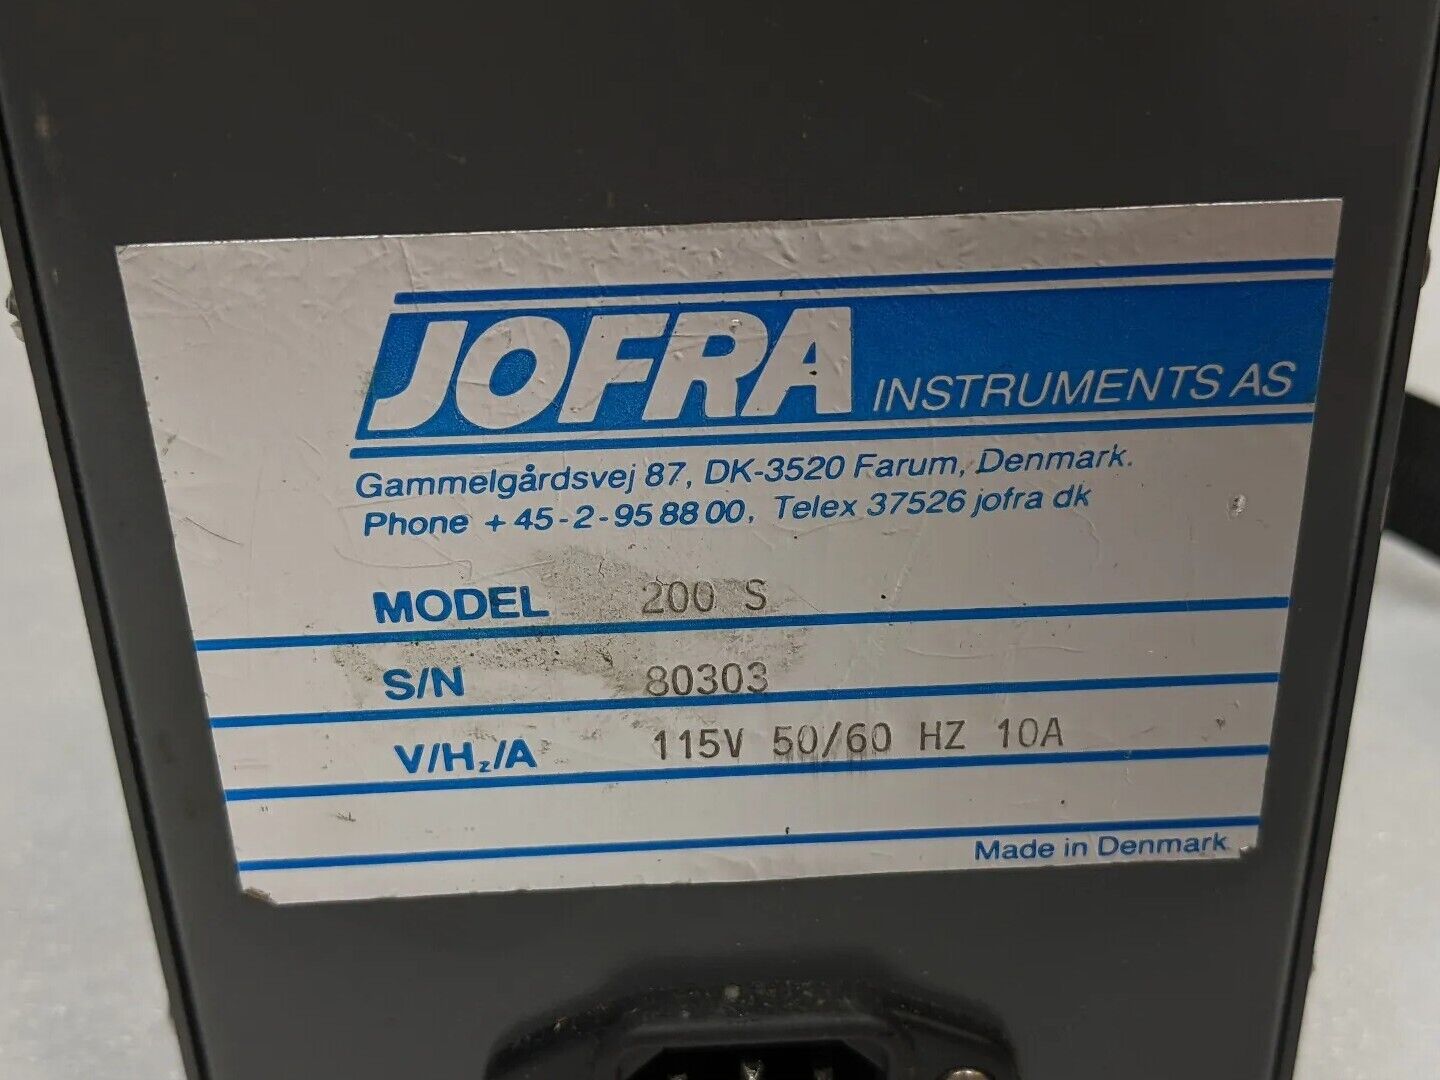 JOFRA INSTRUMENTS AS
Gammelgårdsvej 87, DK-3520 Farum, Denmark.
Phone + 45-2-95 88 00, Telex 37526 jofra dk
MODEL 200 S
S/N 80303
V/Hz/A 115V 50/60 HZ 10A
Made in Denmark